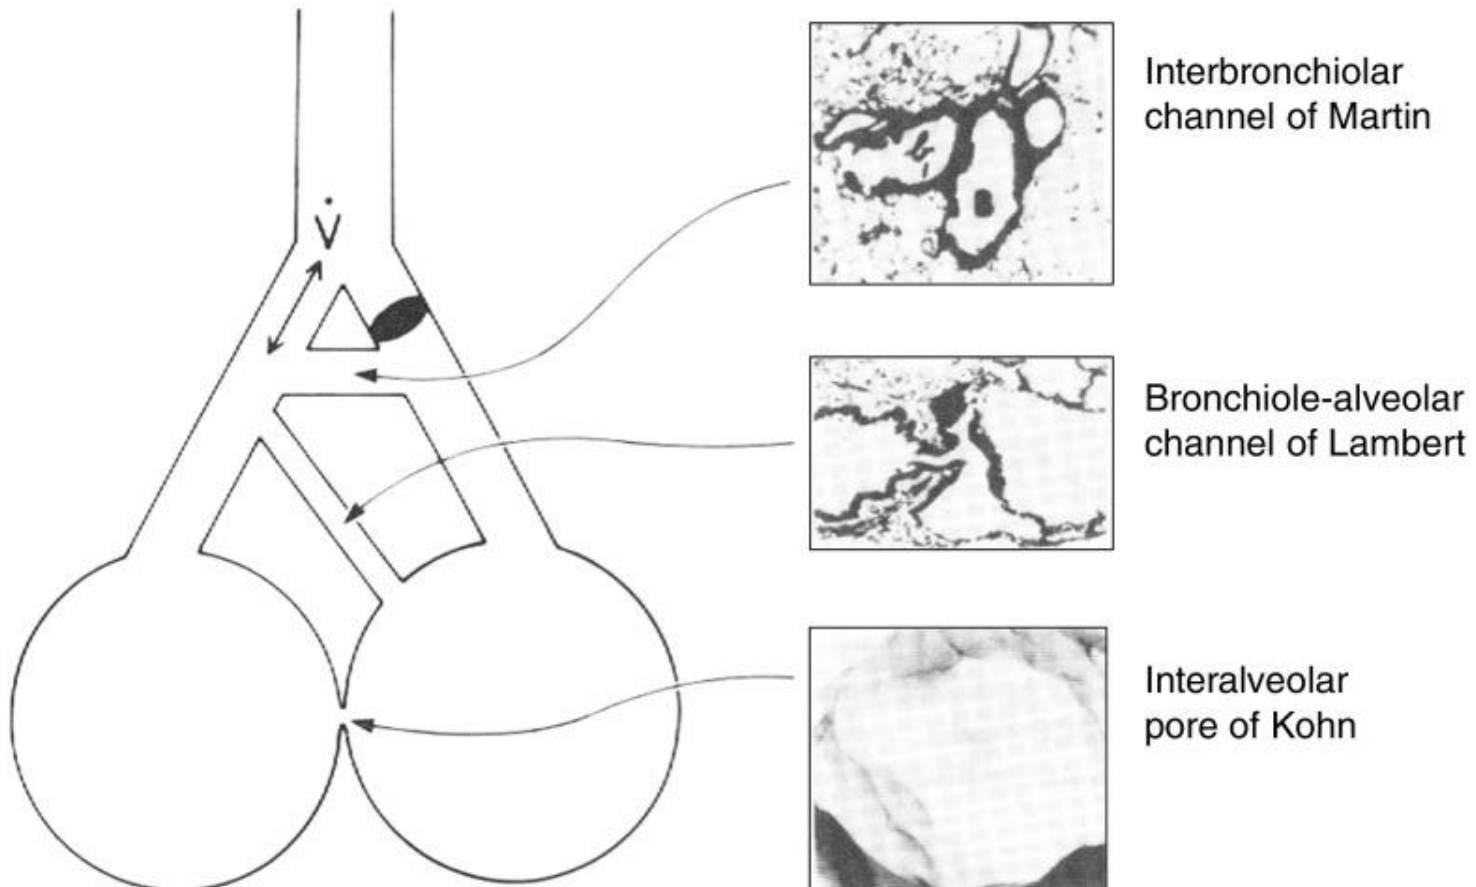 V̇
Interbronchiolar
channel of Martin
Bronchiole-alveolar
channel of Lambert
Interalveolar
pore of Kohn